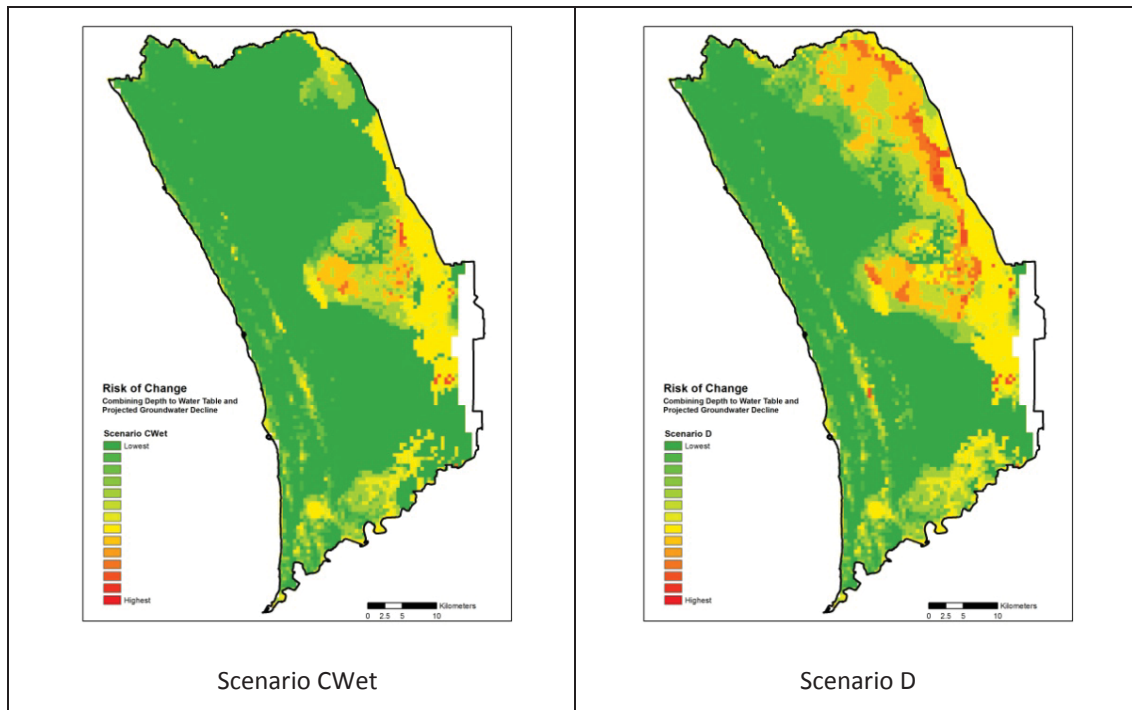 Risk of Change
Combining Depth to Water Table and
Projected Groundwater Decline
Scenario CWet
Lowest
Highest
Kilometers
0 2.5 5 10
Scenario CWet
Risk of Change
Combining Depth to Water Table and
Projected Groundwater Decline
Scenario D
Lowest
Highest
Kilometers
0 2.5 5 10
Scenario D